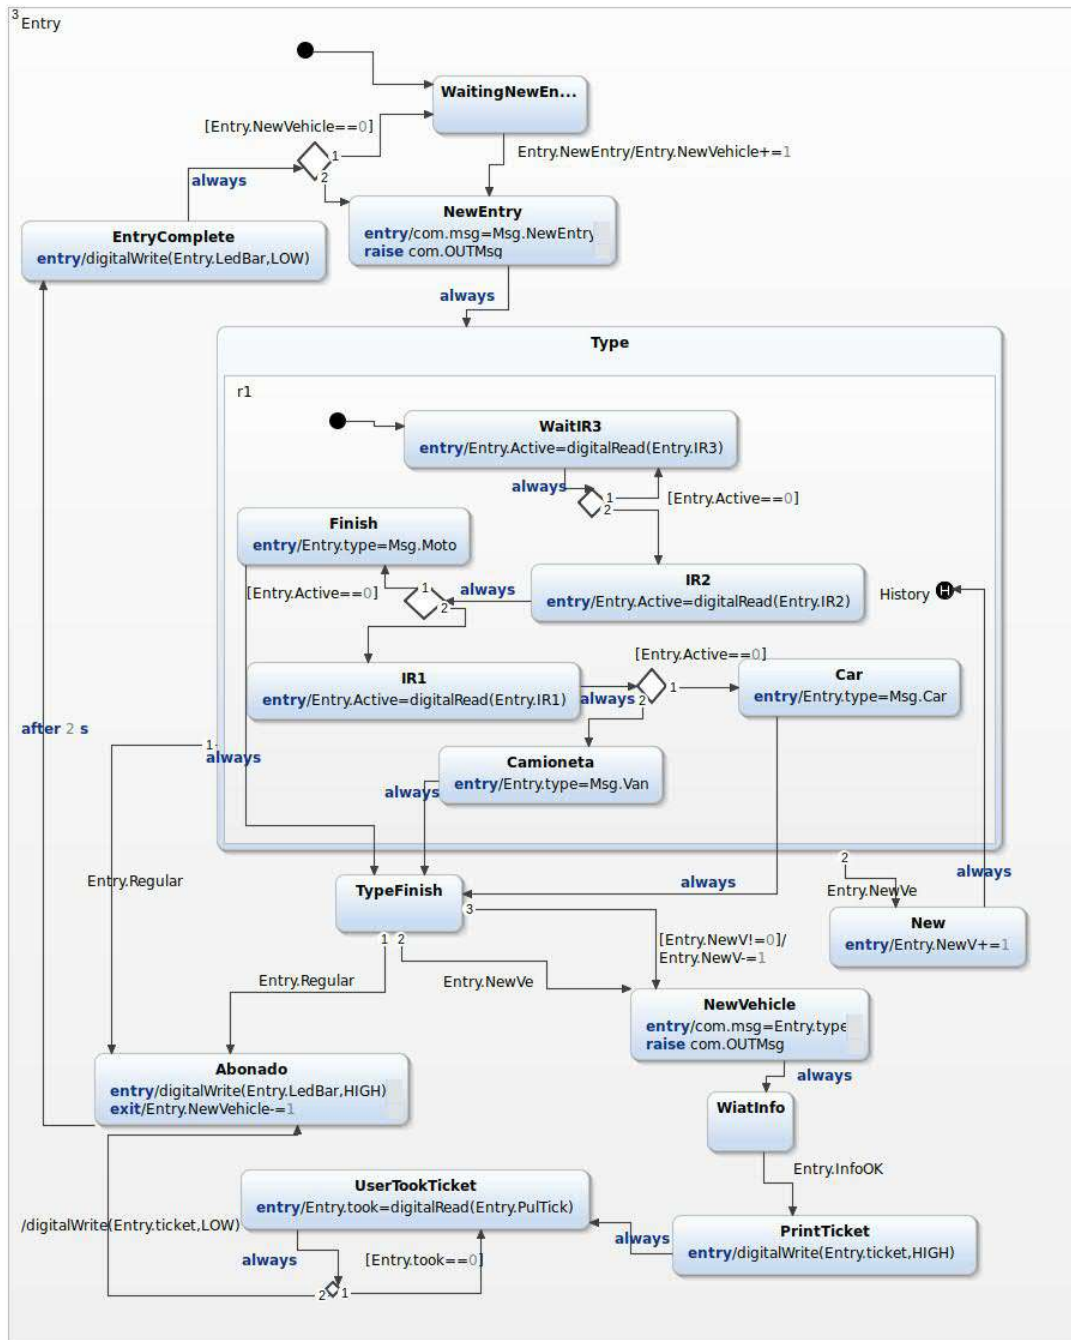 3
Entry
WaitingNewEn...
[Entry.NewVehicle==0]
1
2
Entry.NewEntry/Entry.NewVehicle+=1
always
NewEntry
entry/com.msg=Msg.NewEntry
raise com.OUTMsg
EntryComplete
entry/digitalWrite(Entry.LedBar,LOW)
always
Type
r1
WaitIR3
entry/Entry.Active=digitalRead(Entry.IR3)
always
1
2
[Entry.Active==0]
Finish
entry/Entry.type=Msg.Moto
IR2
entry/Entry.Active=digitalRead(Entry.IR2)
always
[Entry.Active==0]
1
2
History
H
[Entry.Active==0]
IR1
entry/Entry.Active=digitalRead(Entry.IR1)
always
1
2
Car
entry/Entry.type=Msg.Car
after 2 s
1
always
Camioneta
entry/Entry.type=Msg.Van
always
2
always
Entry.Regular
TypeFinish
always
3
Entry.NewVe
New
entry/Entry.NewV+=1
1
2
[Entry.NewV!=0]/
Entry.NewV-=1
Entry.Regular
Entry.NewVe
NewVehicle
entry/com.msg=Entry.type
raise com.OUTMsg
Abonado
entry/digitalWrite(Entry.LedBar,HIGH)
exit/Entry.NewVehicle-=1
always
WiatInfo
Entry.InfoOK
UserTookTicket
entry/Entry.took=digitalRead(Entry.PulTick)
/digitalWrite(Entry.ticket,LOW)
always
[Entry.took==0]
2
1
always
PrintTicket
entry/digitalWrite(Entry.ticket,HIGH)